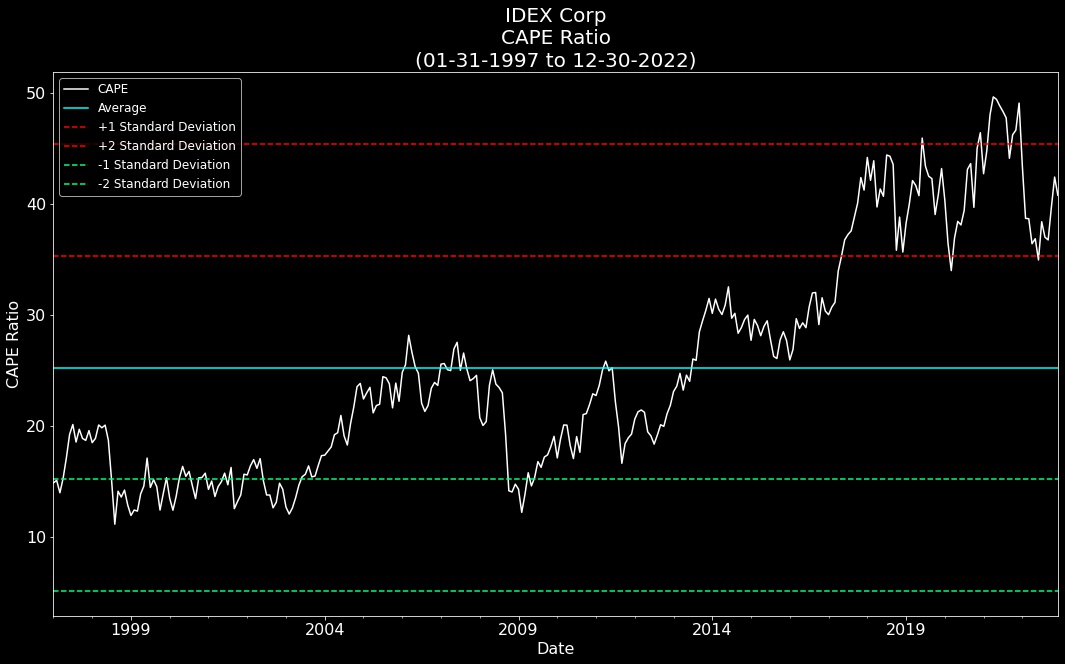 IDEX Corp
CAPE Ratio
(01-31-1997 to 12-30-2022)
CAPE
Average
+1 Standard Deviation
+2 Standard Deviation
-1 Standard Deviation
-2 Standard Deviation
50
40
30
20
10
CAPE Ratio
1999 2004 2009 2014 2019
Date